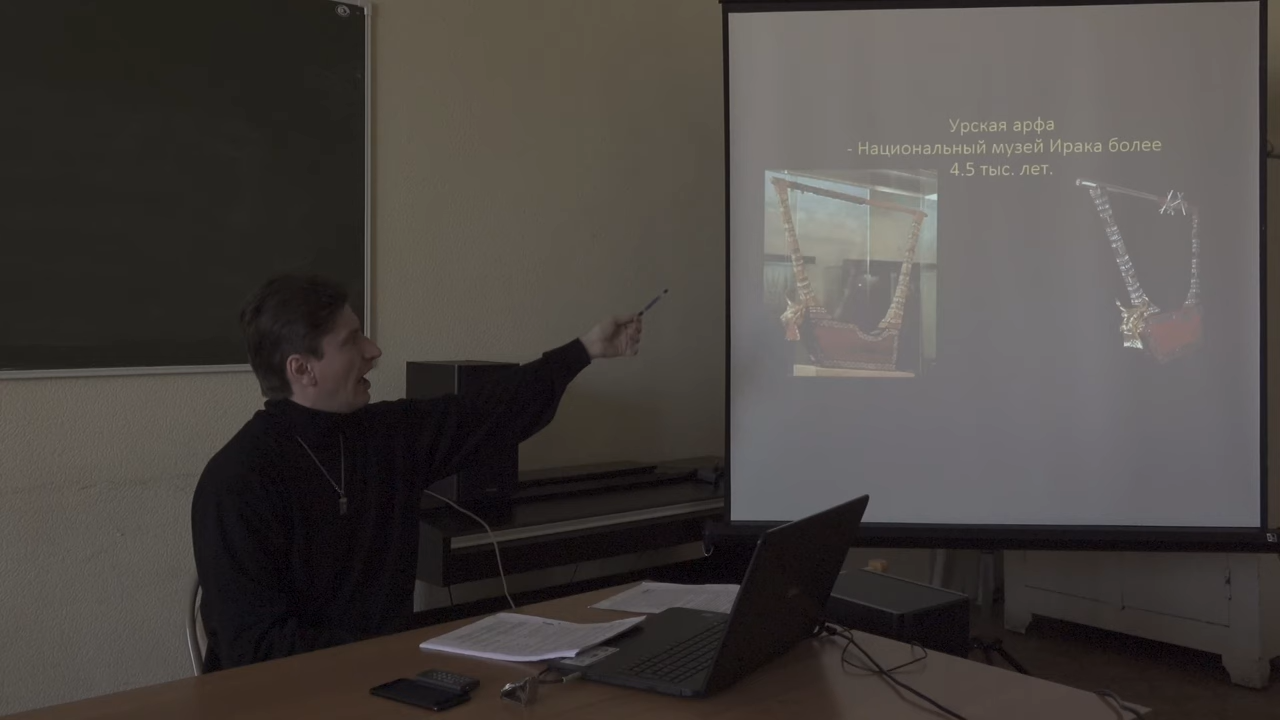 Урская арфа
- Национальный музей Ирака более
4.5 тыс. лет.